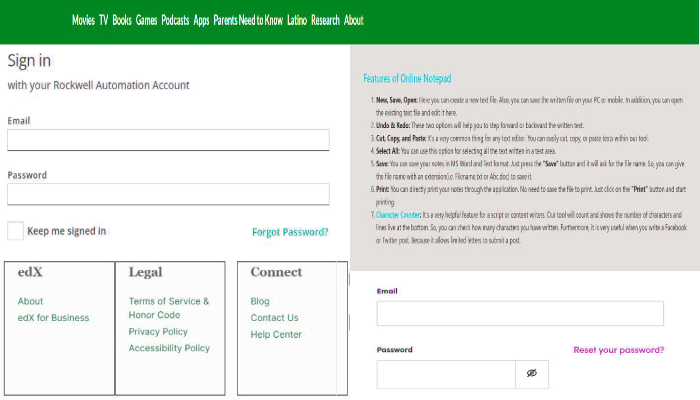 Movies TV Books Games Podcasts Apps Parents Need to Know Latino Research About
Sign in
with your Rockwell Automation Account
Email
Password
Keep me signed in
Forgot Password?
edX
About
edX for Business
Legal
Terms of Service &
Honor Code
Privacy Policy
Accessibility Policy
Connect
Blog
Contact Us
Help Center
Features of Online Notepad
1. New, Save, Open: Here you can create a new text file. Also, you can save the written file on your PC or mobile. In addition, you can open
the existing text file and edit it here.
2. Undo & Redo: These two options will help you to step forward or backward the written text.
3. Cut, Copy, and Paste: It's a very common thing for any text editor. You can easily cut, copy, or paste texts within our tool.
4. Select All: You can use this option for selecting all the text written in a text area.
5. Save: You can save your notes in MS Word and Text format. Just press the "Save" button and it will ask for the file name. So, you can give
the file name with an extension(i.e, Filename.txt or Abc.doc) to save it.
6. Print: You can directly print your notes through the application. No need to save the file to print. Just click on the "Print" button and start
printing.
7. Character Counter: It's a very helpful feature for a script or content writers. Our tool will count and shows the number of characters and
lines live at the bottom. So, you can check how many characters you have written. Furthermore, it is very useful when you write a Facebook
or Twitter post. Because it allows limited letters to submit a post.
Email
Password
Reset your password?